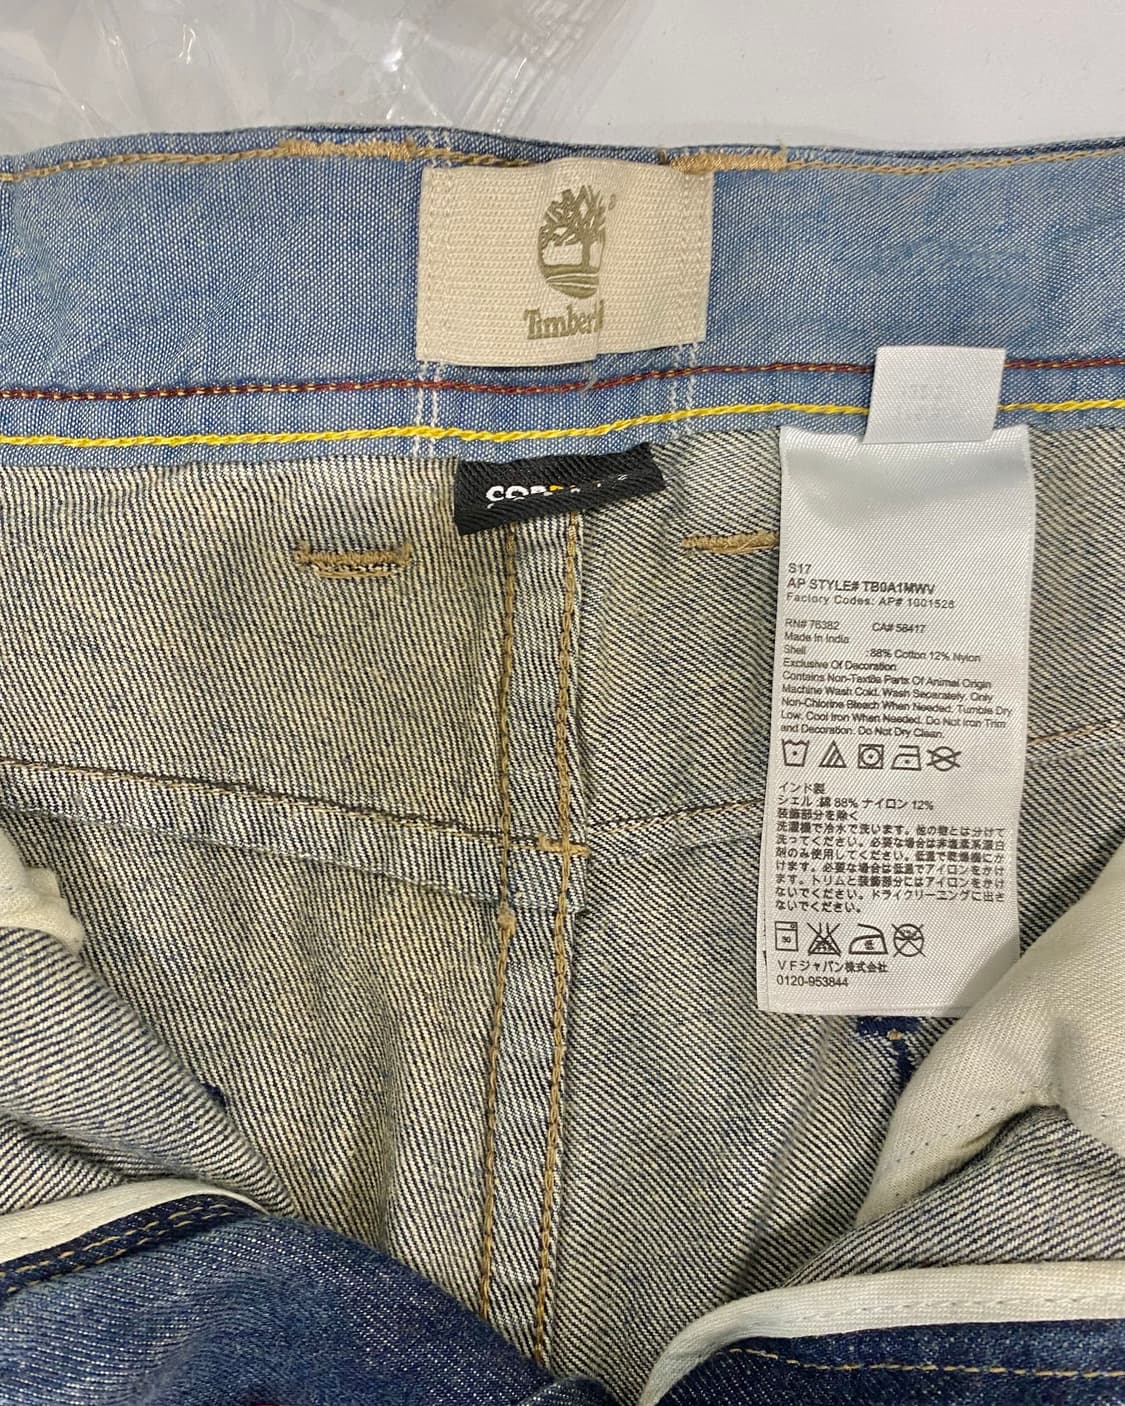 Timberl
S17
AP STYLE# TB0A1MWV
Factory Codes: AP# 1001528
RN# 76382 CA# 58417
Made In India
Shell :88% Cotton 12% Nylon
Exclusive Of Decoration
Contains Non-Textile Parts Of Animal Origin
Machine Wash Cold. Wash Separately. Only
Non-Chlorine Bleach When Needed. Tumble Dry
Low. Cool Iron When Needed. Do Not Iron Trim
and Decoration. Do Not Dry Clean.
インド製
シェル :綿 88% ナイロン 12%
装飾部分を除く
洗濯機で冷水で洗います。他の物とは分けて
洗ってください。必要な場合は非塩素系漂白
剤のみ使用してください。低温で乾燥機にか
けます。必要な場合は低温でアイロンをかけ
ます。トリムと装飾部分にはアイロンをかけ
ないでください。ドライクリーニングに出さ
ないでください。
VFジャパン株式会社
0120-953844